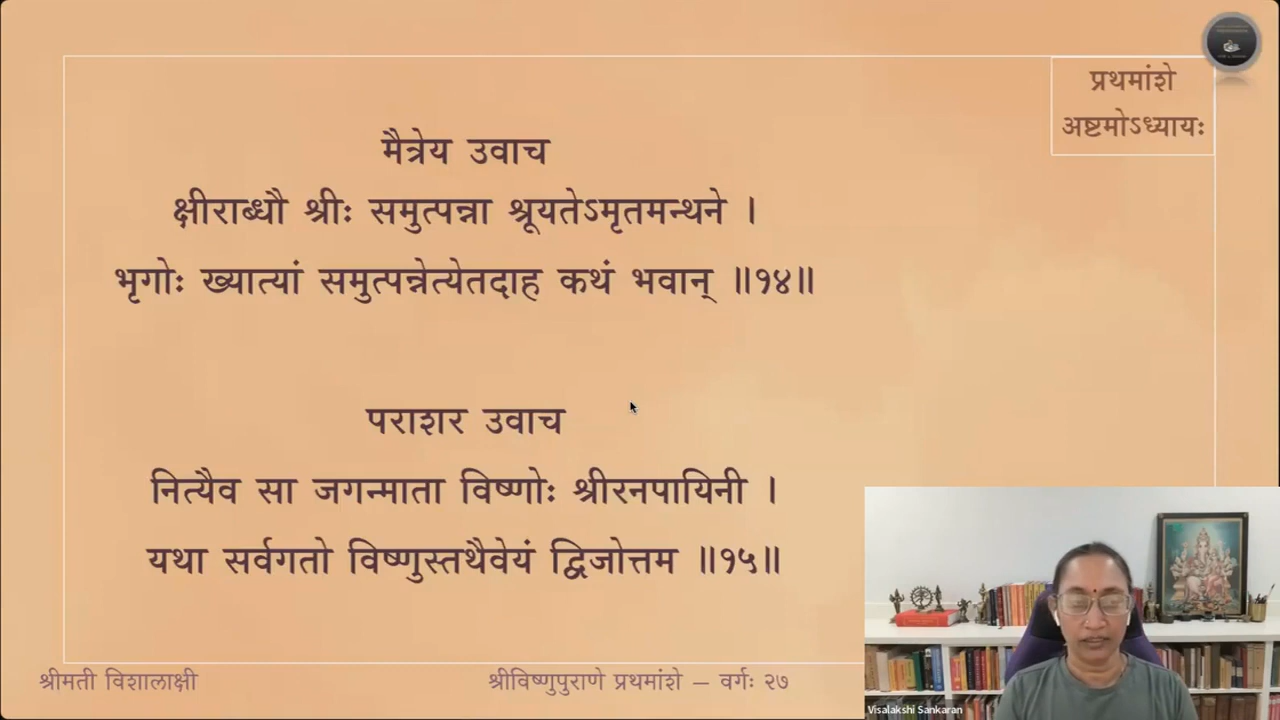 प्रथमांशे
अष्टमोऽध्यायः
मैत्रेय उवाच
क्षीराब्धौ श्रीः समुत्पन्ना श्रूयतेऽमृतमन्थने ।
भृगोः ख्यात्यां समुत्पन्नेत्येतदाह कथं भवान् ॥१४॥
पराशर उवाच
नित्यैव सा जगन्माता विष्णोः श्रीरनपायिनी ।
यथा सर्वगतो विष्णुस्तथैवेयं द्विजोत्तम ॥१५॥
श्रीमती विशालाक्षी
श्रीविष्णुपुराणे प्रथमांशे – वर्गः २७
Visalakshi Sankaran